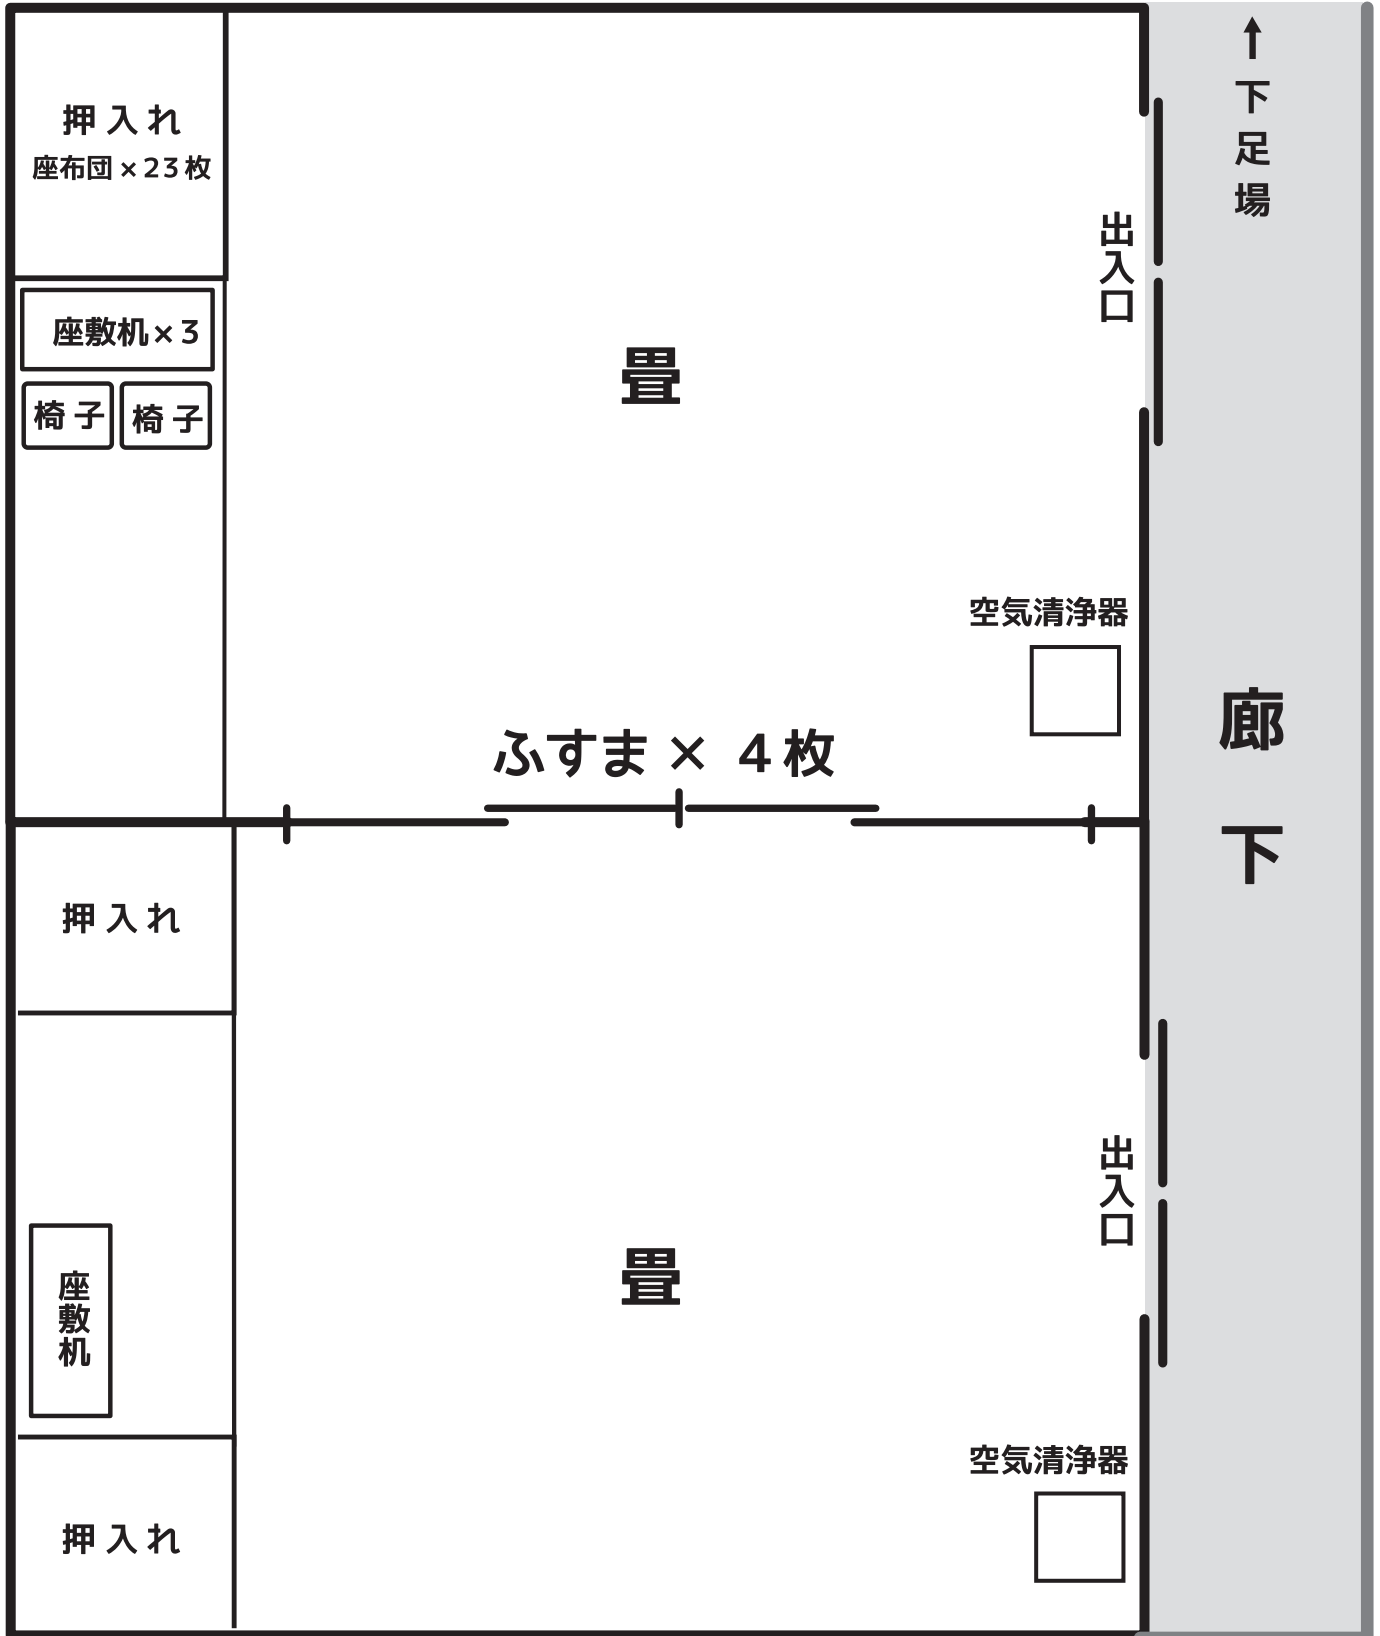 押入れ
座布団×23枚
座敷机×3
椅子
椅子
畳
出入口
↑下足場
空気清浄器
ふすま×4枚
廊下
押入れ
座敷机
押入れ
畳
出入口
空気清浄器